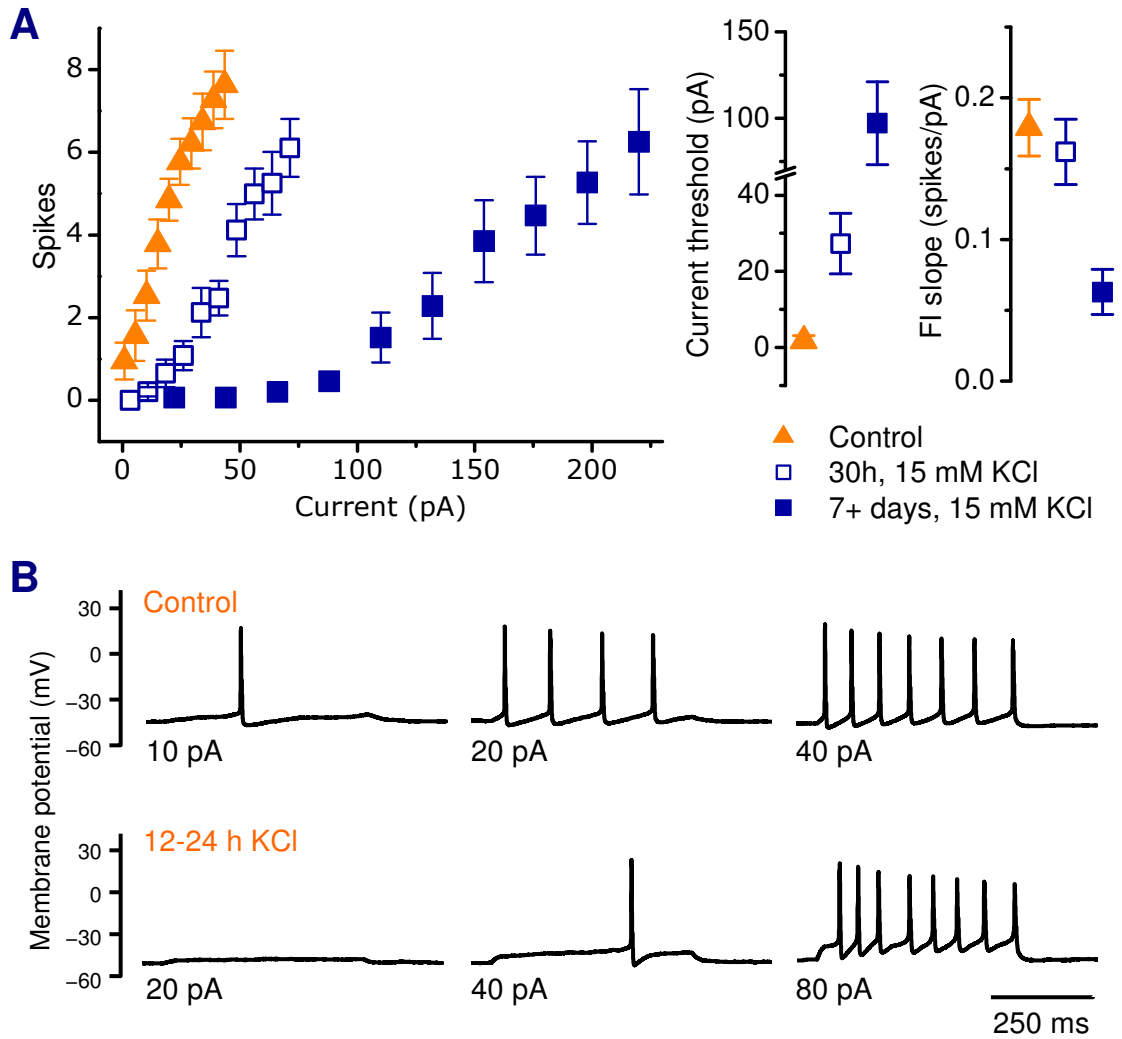 A
8
6
4
2
0
Spikes
0 50 100 150 200
Current (pA)
150
100
40
20
0
Current threshold (pA)
0.2
0.1
0.0
FI slope (spikes/pA)
Control
30h, 15 mM KCl
7+ days, 15 mM KCl
B
Membrane potential (mV)
30
0
−30
−60
Control
10 pA 20 pA 40 pA
30
0
−30
−60
12-24 h KCl
20 pA 40 pA 80 pA
250 ms